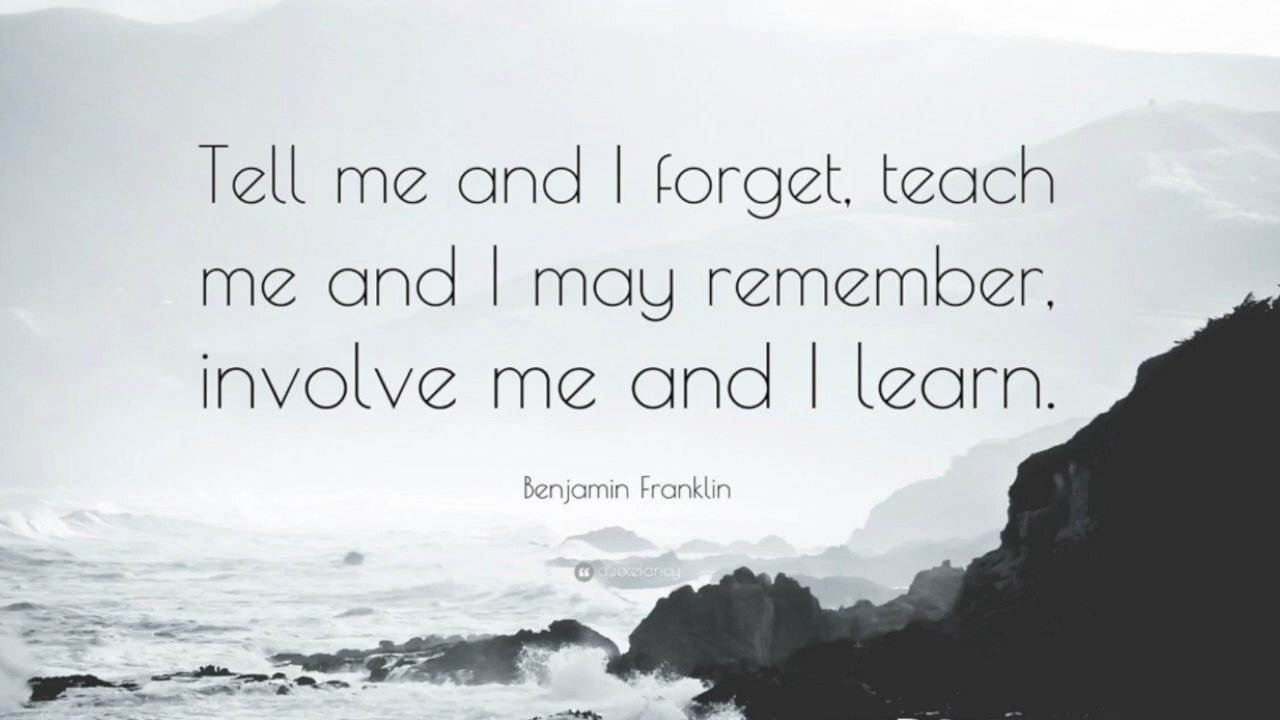 Tell me and I forget, teach
me and I may remember,
involve me and I learn.
Benjamin Franklin
quotefancy